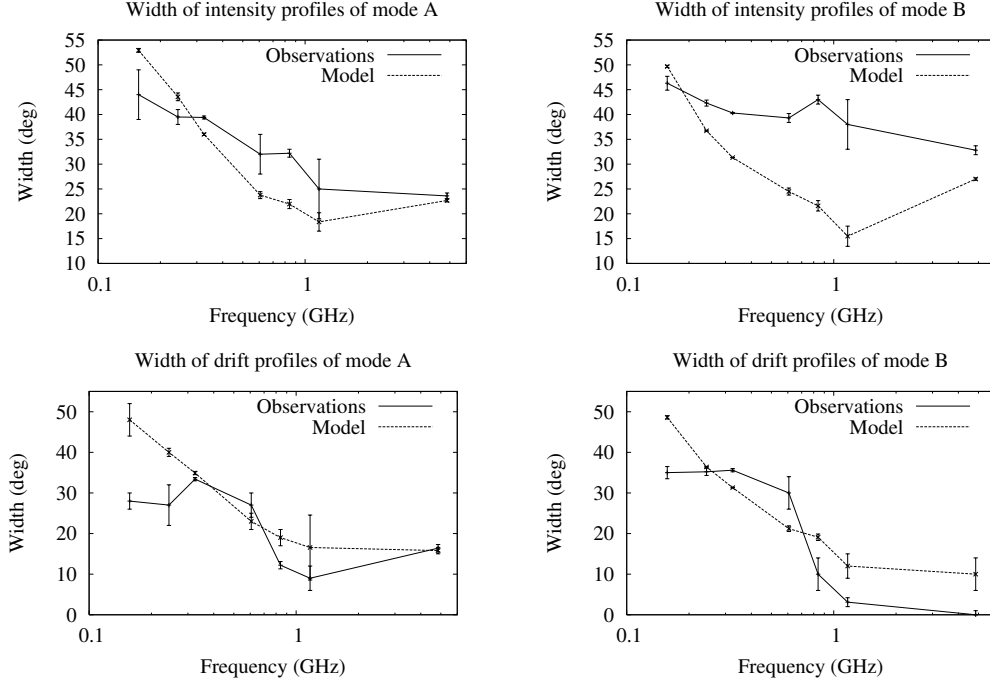 Width of intensity profiles of mode A
Width (deg)
55
50
45
40
35
30
25
20
15
10
0.1
1
Frequency (GHz)
Observations
Model
Width of intensity profiles of mode B
Width (deg)
55
50
45
40
35
30
25
20
15
10
0.1
1
Frequency (GHz)
Observations
Model
Width of drift profiles of mode A
Width (deg)
50
40
30
20
10
0
0.1
1
Frequency (GHz)
Observations
Model
Width of drift profiles of mode B
Width (deg)
50
40
30
20
10
0
0.1
1
Frequency (GHz)
Observations
Model